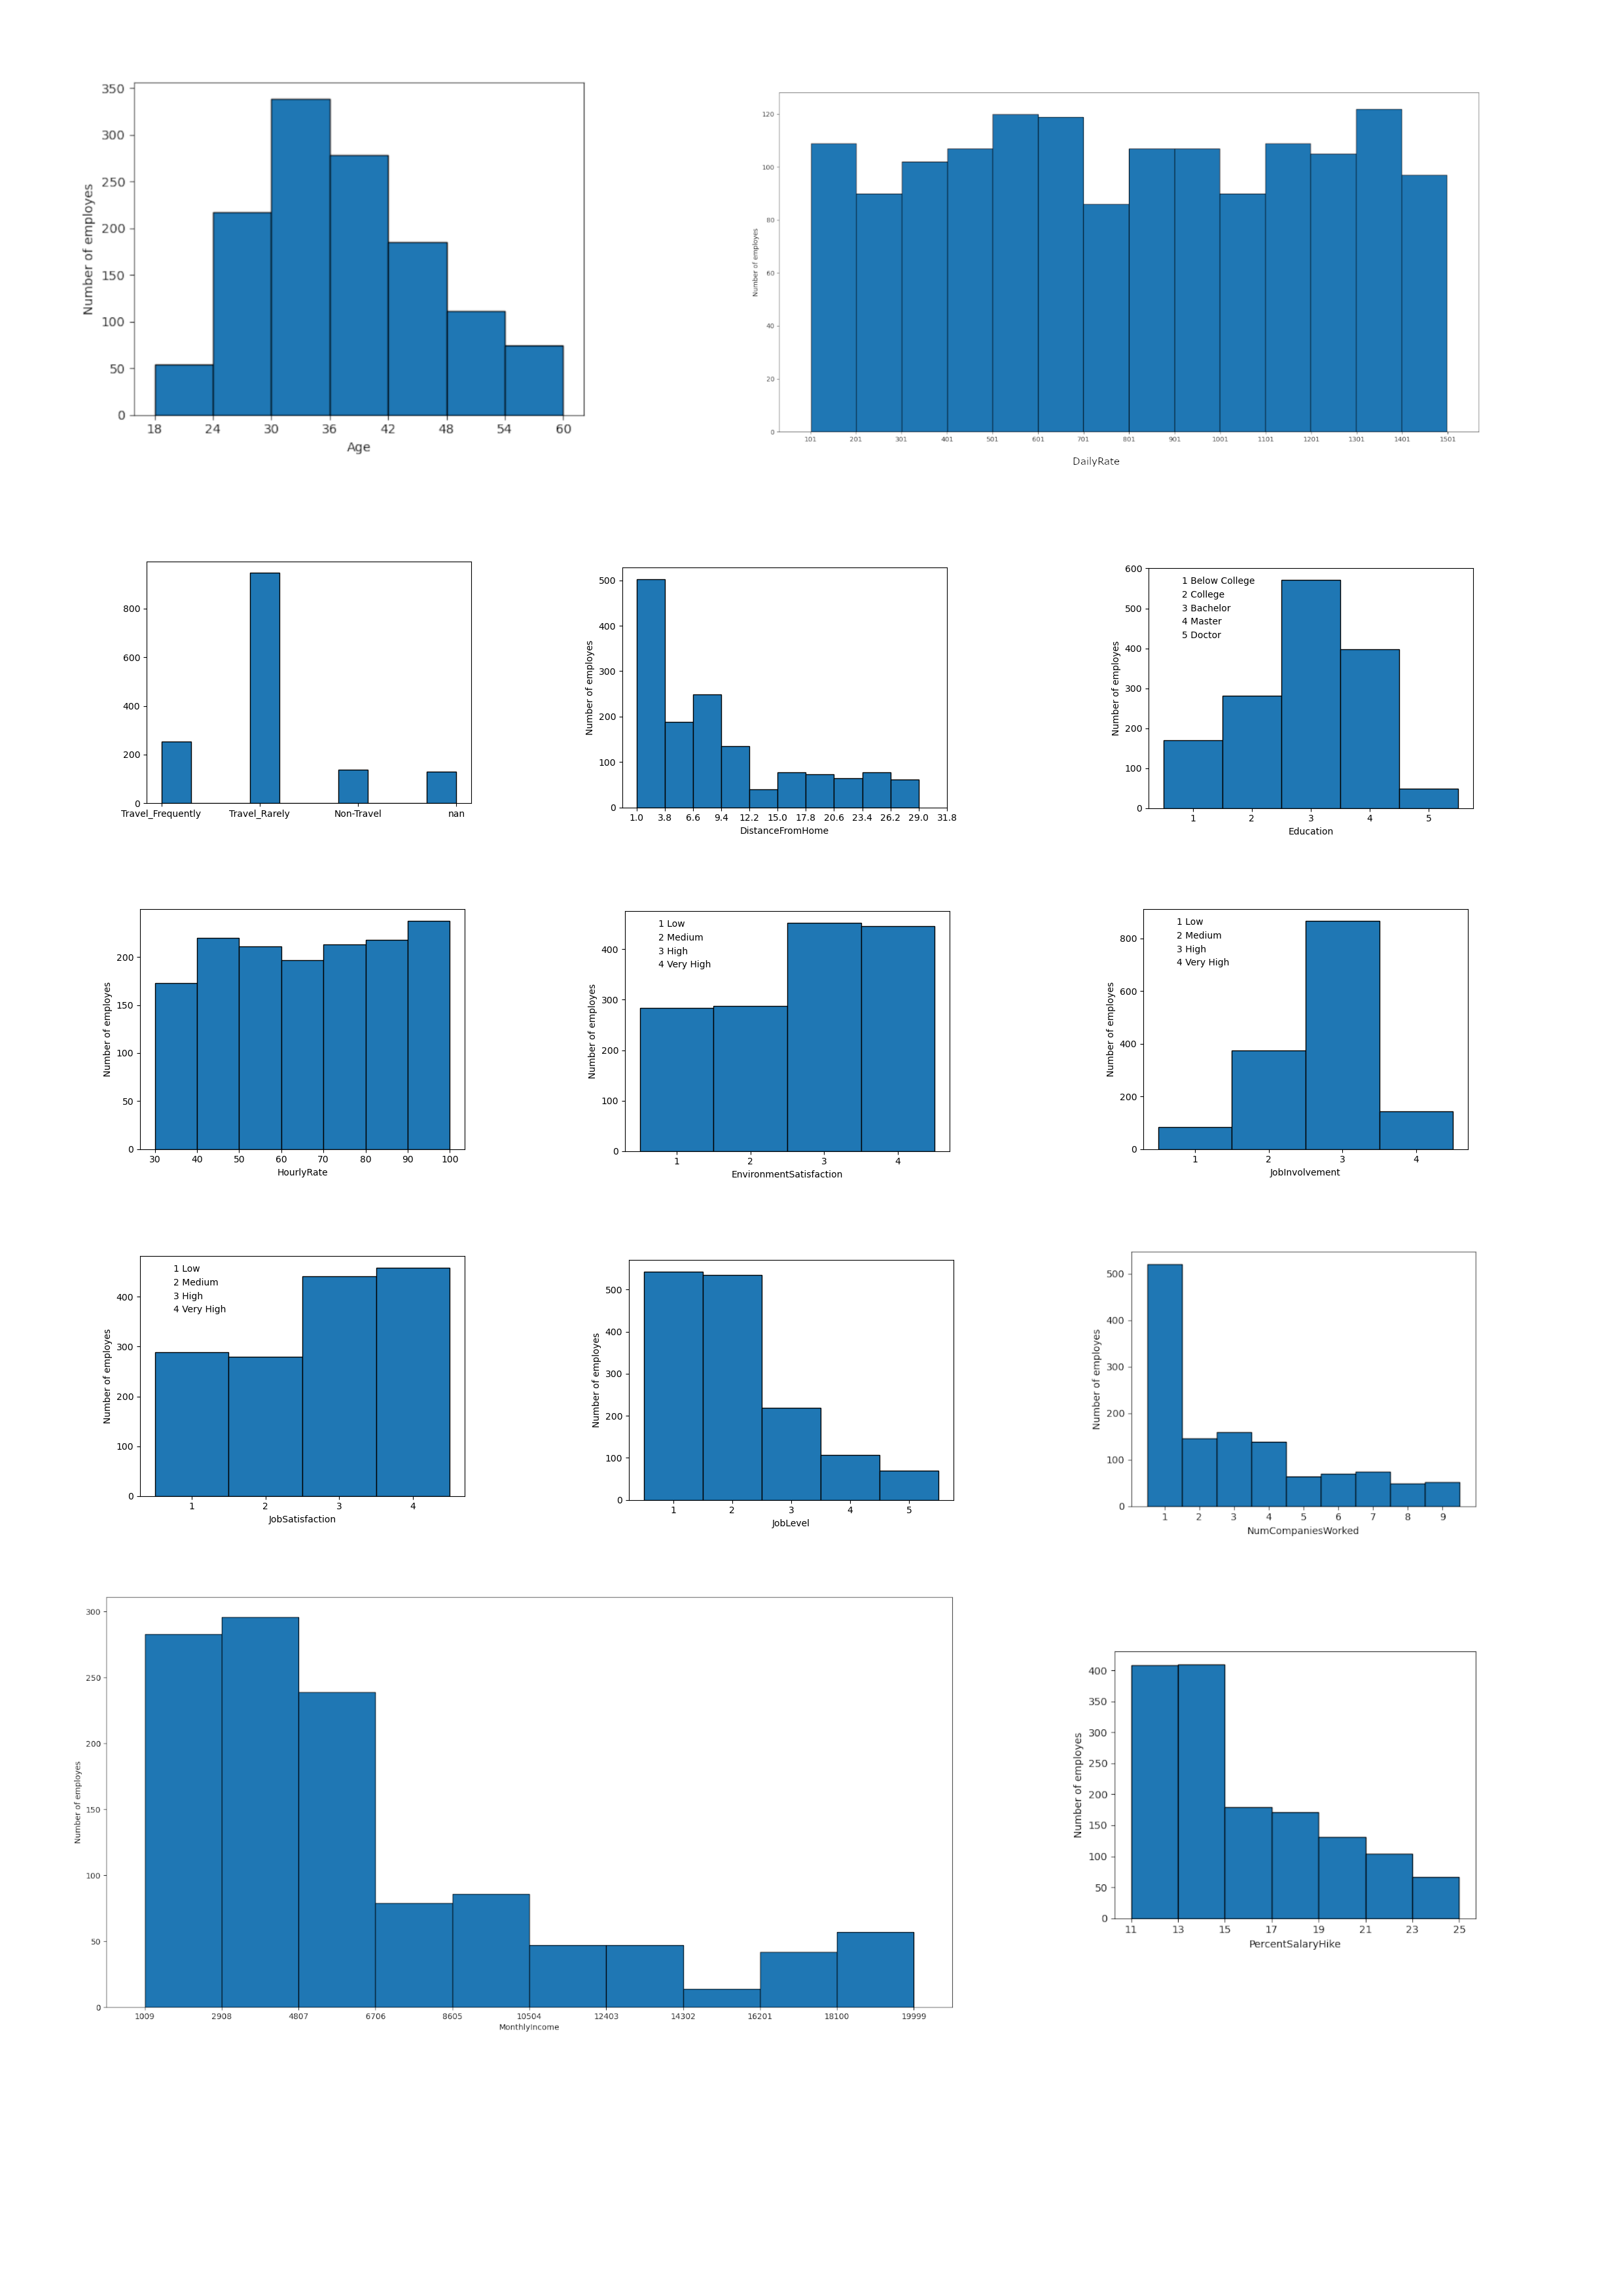 350
300
250
200
150
100
50
0
Number of employes
18 24 30 36 42 48 54 60
Age
120
100
80
60
40
20
0
Number of employes
101 201 301 401 501 601 701 801 901 1001 1101 1201 1301 1401 1501
DailyRate
800
600
400
200
0
Travel_Frequently Travel_Rarely Non-Travel nan
500
400
300
200
100
0
Number of employes
1.0 3.8 6.6 9.4 12.2 15.0 17.8 20.6 23.4 26.2 29.0 31.8
DistanceFromHome
600
500
400
300
200
100
0
Number of employes
1 Below College
2 College
3 Bachelor
4 Master
5 Doctor
1 2 3 4 5
Education
200
150
100
50
0
Number of employes
30 40 50 60 70 80 90 100
HourlyRate
400
300
200
100
0
Number of employes
1 Low
2 Medium
3 High
4 Very High
1 2 3 4
EnvironmentSatisfaction
800
600
400
200
0
Number of employes
1 Low
2 Medium
3 High
4 Very High
1 2 3 4
JobInvolvement
400
300
200
100
0
Number of employes
1 Low
2 Medium
3 High
4 Very High
1 2 3 4
JobSatisfaction
500
400
300
200
100
0
Number of employes
1 2 3 4 5
JobLevel
500
400
300
200
100
0
Number of employes
1 2 3 4 5 6 7 8 9
NumCompaniesWorked
300
250
200
150
100
50
0
Number of employes
1009 2908 4807 6706 8605 10504 12403 14302 16201 18100 19999
MonthlyIncome
400
350
300
250
200
150
100
50
0
Number of employes
11 13 15 17 19 21 23 25
PercentSalaryHike